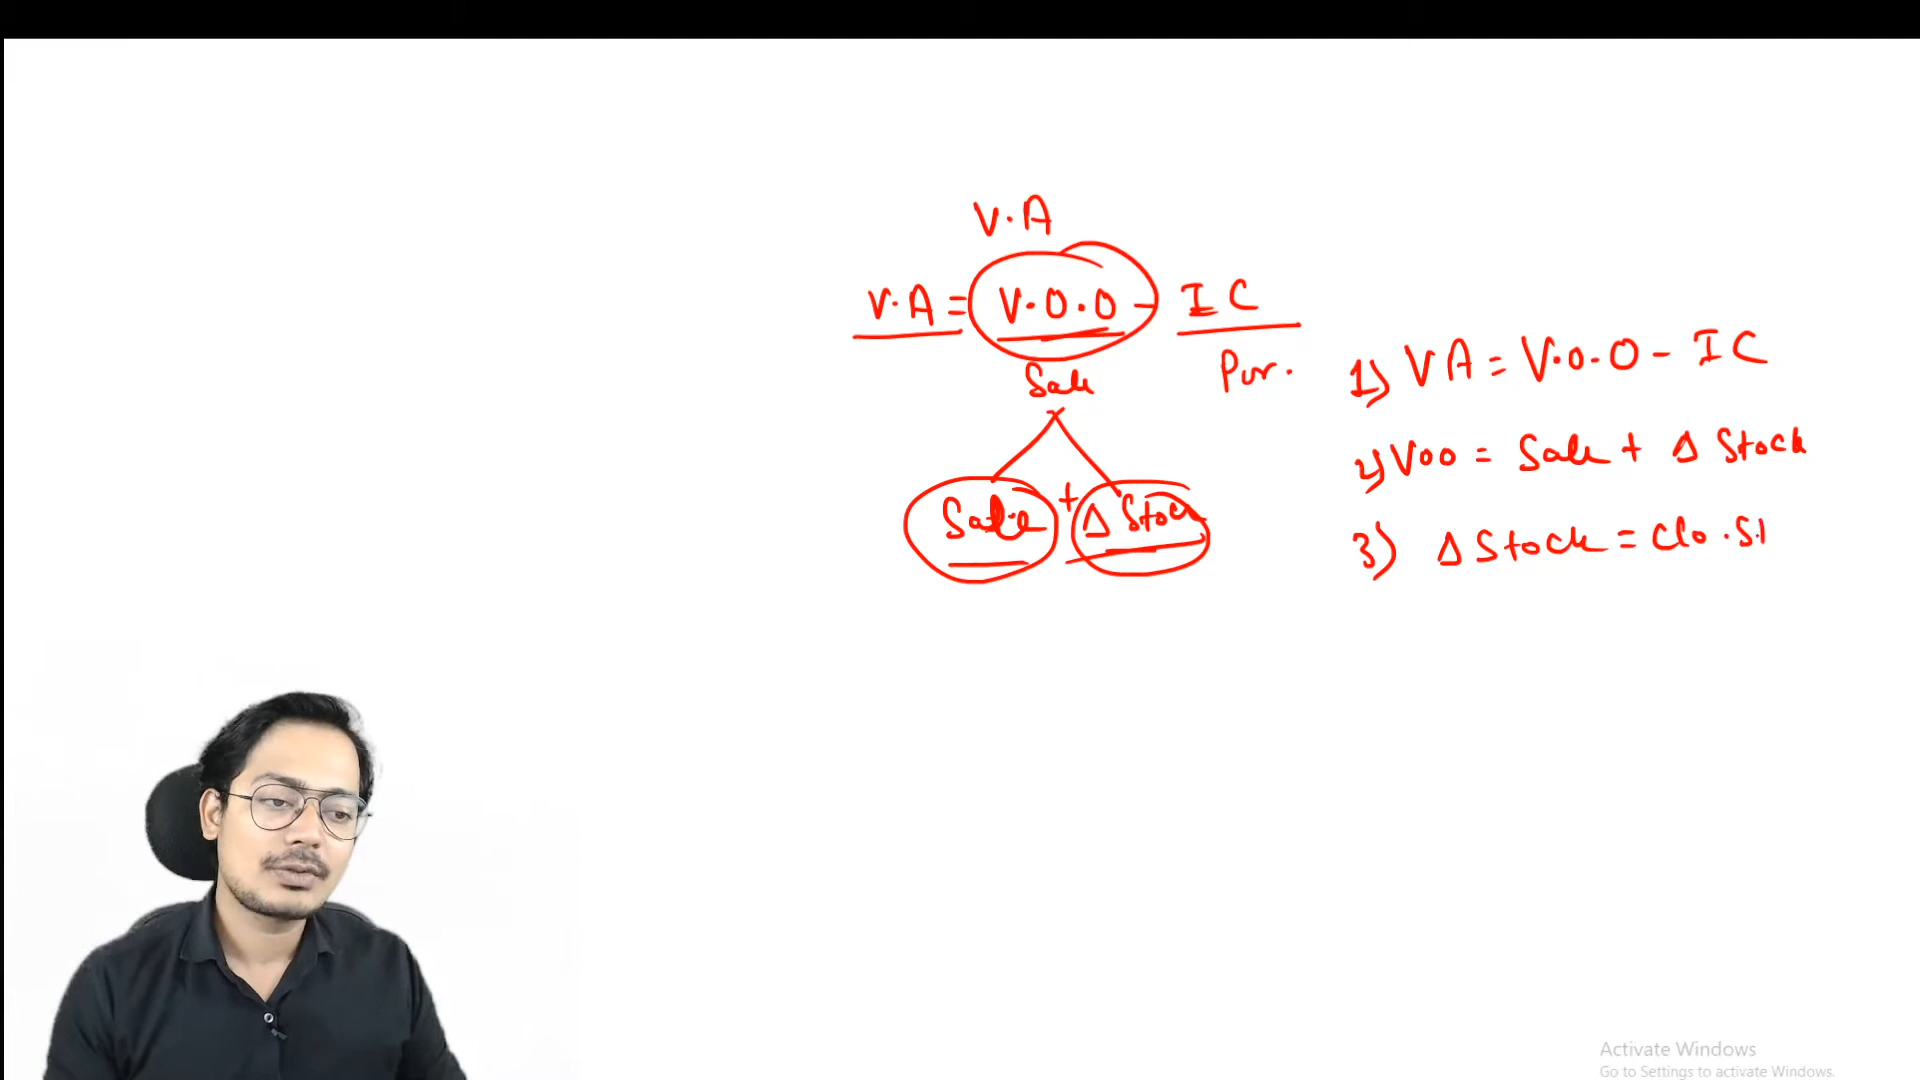 V.A
V.A = V.O.O - IC
Sale
Pur.
Sale + Δ Stock
1) VA = V.O.O - IC
2) VOO = Sale + Δ Stock
3) Δ Stock = Clo.St
Activate Windows
Go to Settings to activate Windows.